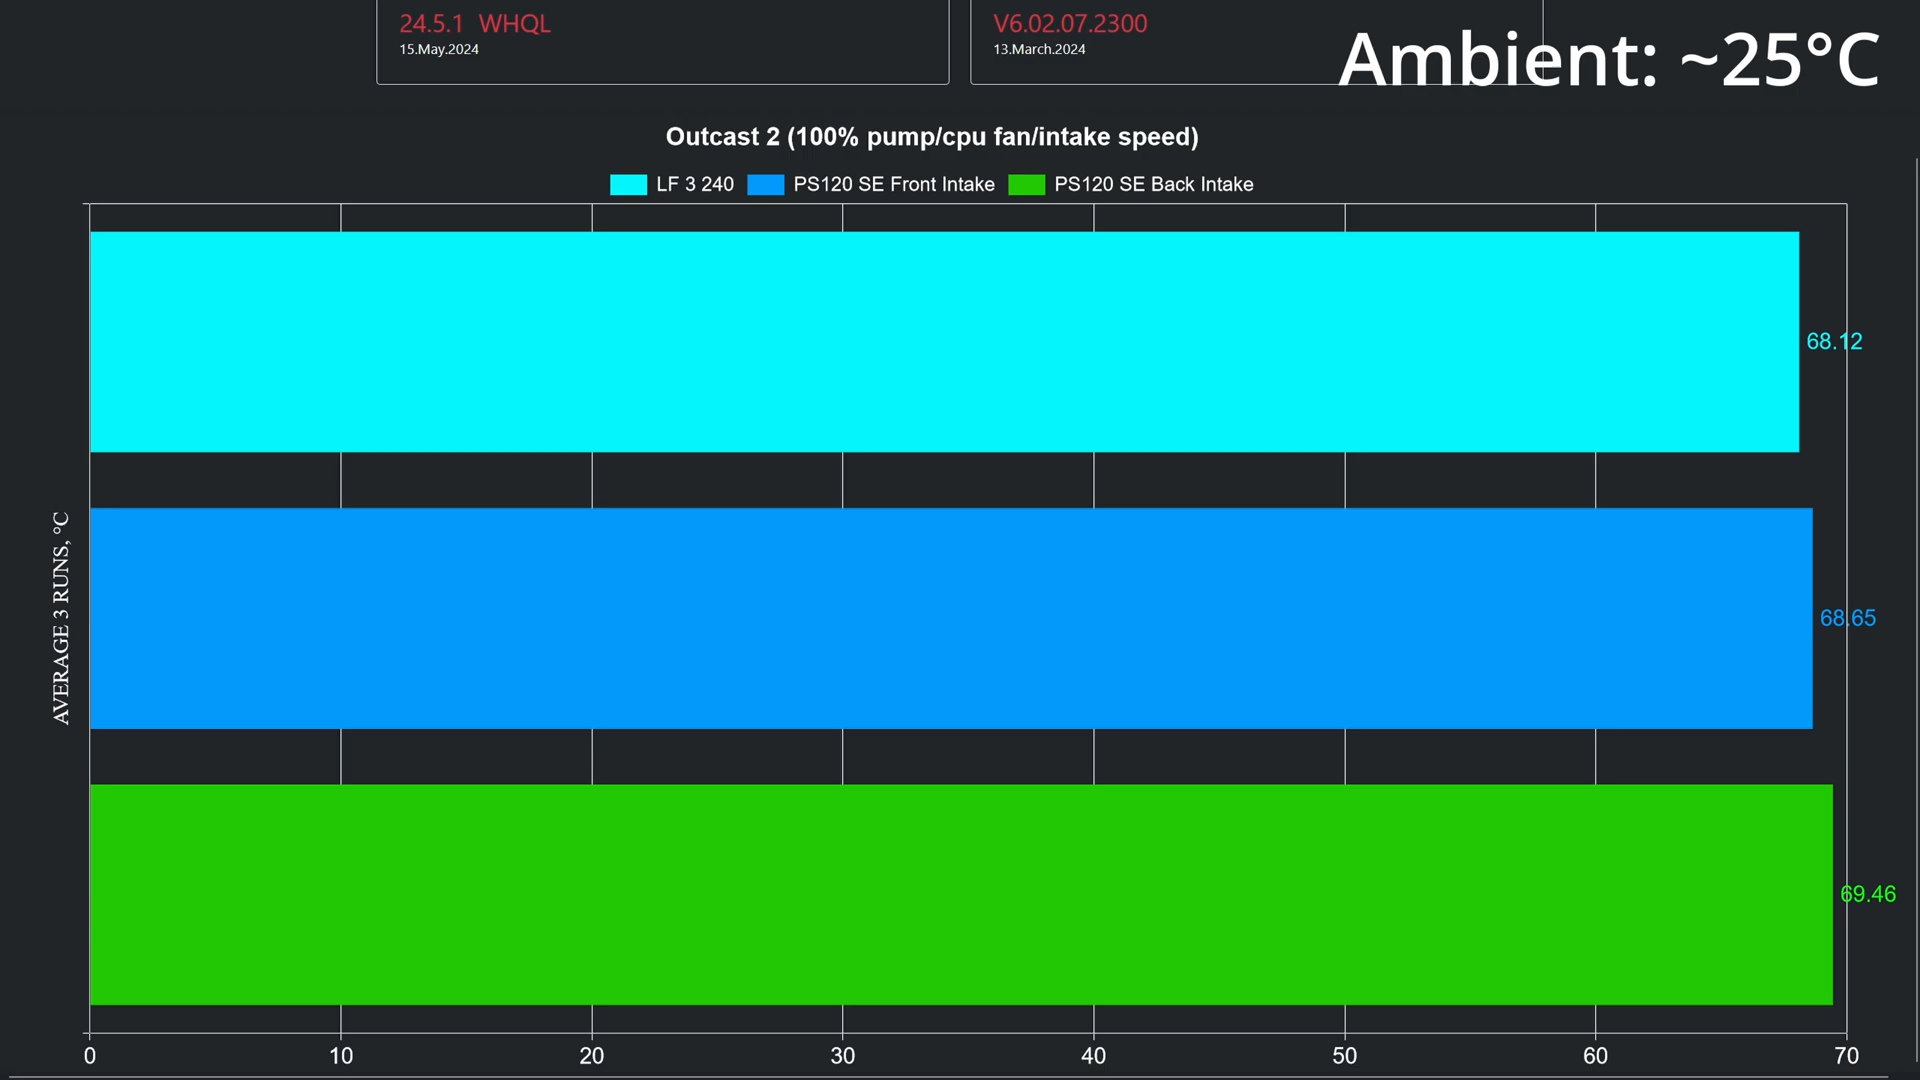 24.5.1 WHQL
15.May.2024
V6.02.07.2300
13.March.2024
Ambient: ~25°C
Outcast 2 (100% pump/cpu fan/intake speed)
LF 3 240 PS120 SE Front Intake PS120 SE Back Intake
68.12
AVERAGE 3 RUNS, °C
68.65
69.46
0 10 20 30 40 50 60 70